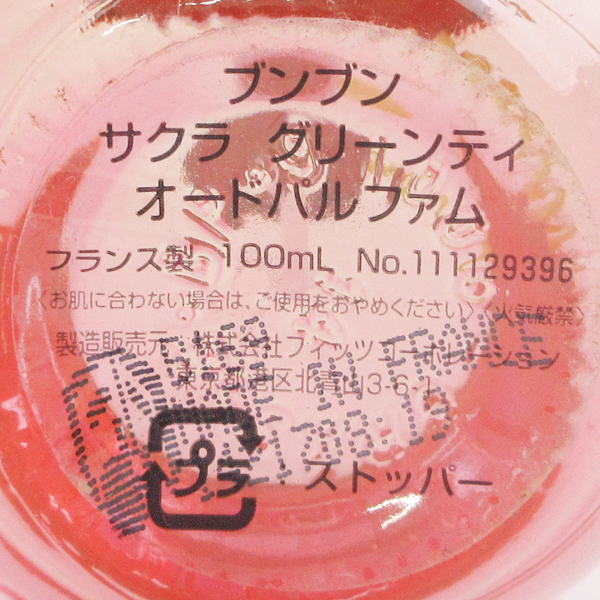 ブンブン
サクラ グリーンティ
オードパルファム
フランス製 100mL No.111129396
〈お肌に合わない場合は、ご使用をおやめください〉〈火気厳禁〉
製造販売元 株式会社フィッツコーポレーション
東京都港区北青山3-6-1
プラ ストッパー